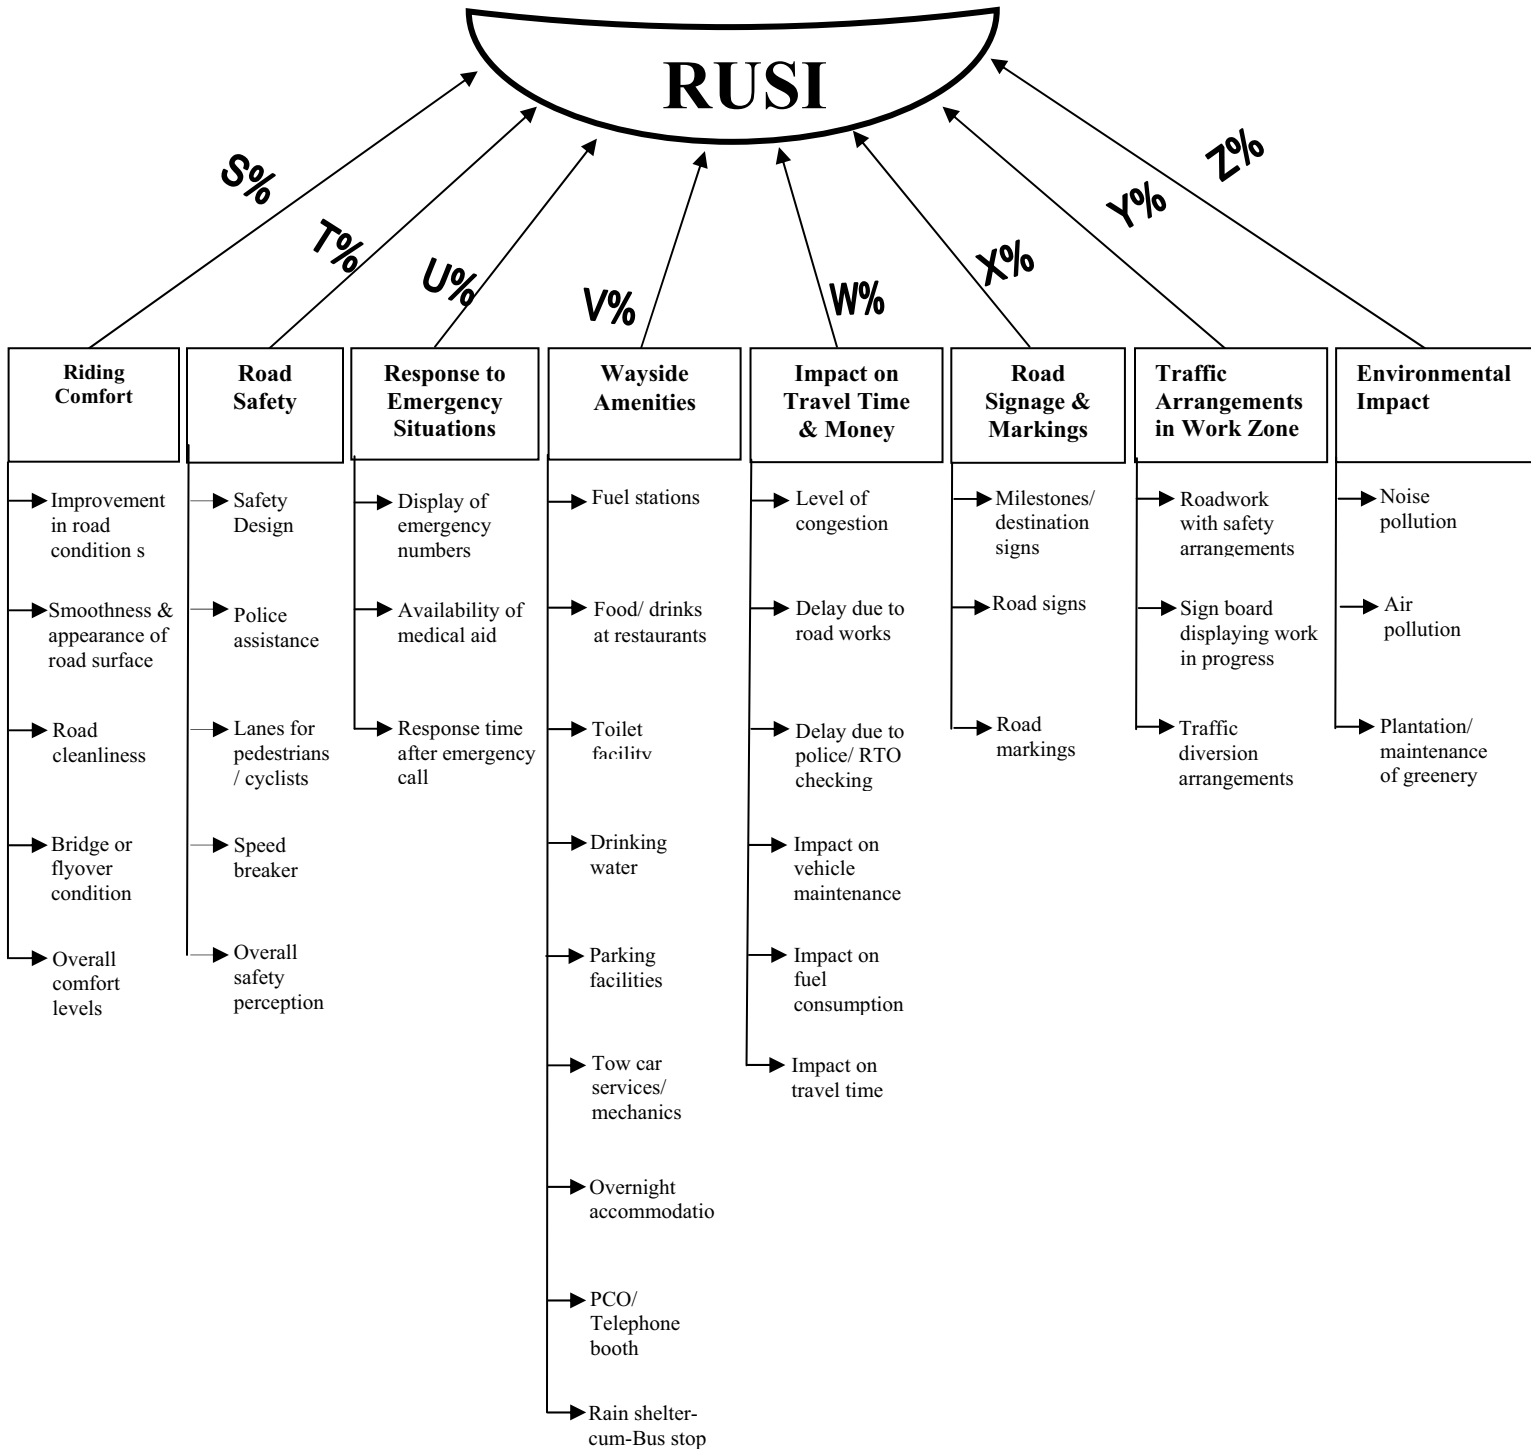 RUSI
S%
T%
U%
V%
W%
X%
Y%
Z%
Riding
Comfort
Improvement
in road
condition s
Smoothness &
appearance of
road surface
Road
cleanliness
Bridge or
flyover
condition
Overall
comfort
levels
Road
Safety
Safety
Design
Police
assistance
Lanes for
pedestrians
/ cyclists
Speed
breaker
Overall
safety
perception
Response to
Emergency
Situations
Display of
emergency
numbers
Availability of
medical aid
Response time
after emergency
call
Wayside
Amenities
Fuel stations
Food/ drinks
at restaurants
Toilet
facility
Drinking
water
Parking
facilities
Tow car
services/
mechanics
Overnight
accommodatio
PCO/
Telephone
booth
Rain shelter-
cum-Bus stop
Impact on
Travel Time
& Money
Level of
congestion
Delay due to
road works
Delay due to
police/ RTO
checking
Impact on
vehicle
maintenance
Impact on
fuel
consumption
Impact on
travel time
Road
Signage &
Markings
Milestones/
destination
signs
Road signs
Road
markings
Traffic
Arrangements
in Work Zone
Roadwork
with safety
arrangements
Sign board
displaying work
in progress
Traffic
diversion
arrangements
Environmental
Impact
Noise
pollution
Air
pollution
Plantation/
maintenance
of greenery